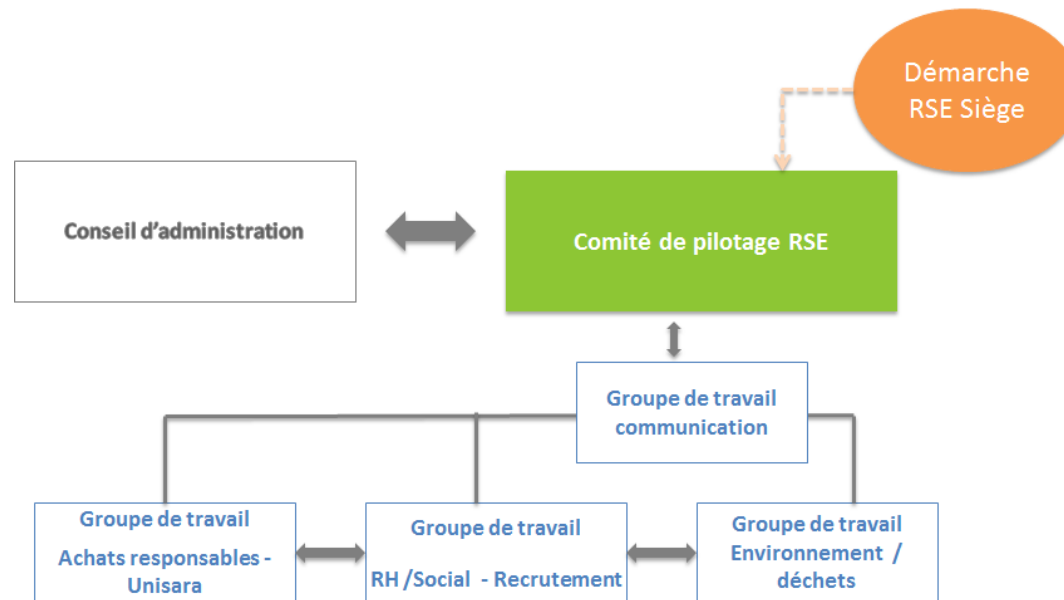 Démarche
RSE Siège
Conseil d'administration
Comité de pilotage RSE
Groupe de travail
communication
Groupe de travail
Achats responsables -
Unisara
Groupe de travail
RH /Social - Recrutement
Groupe de travail
Environnement /
déchets